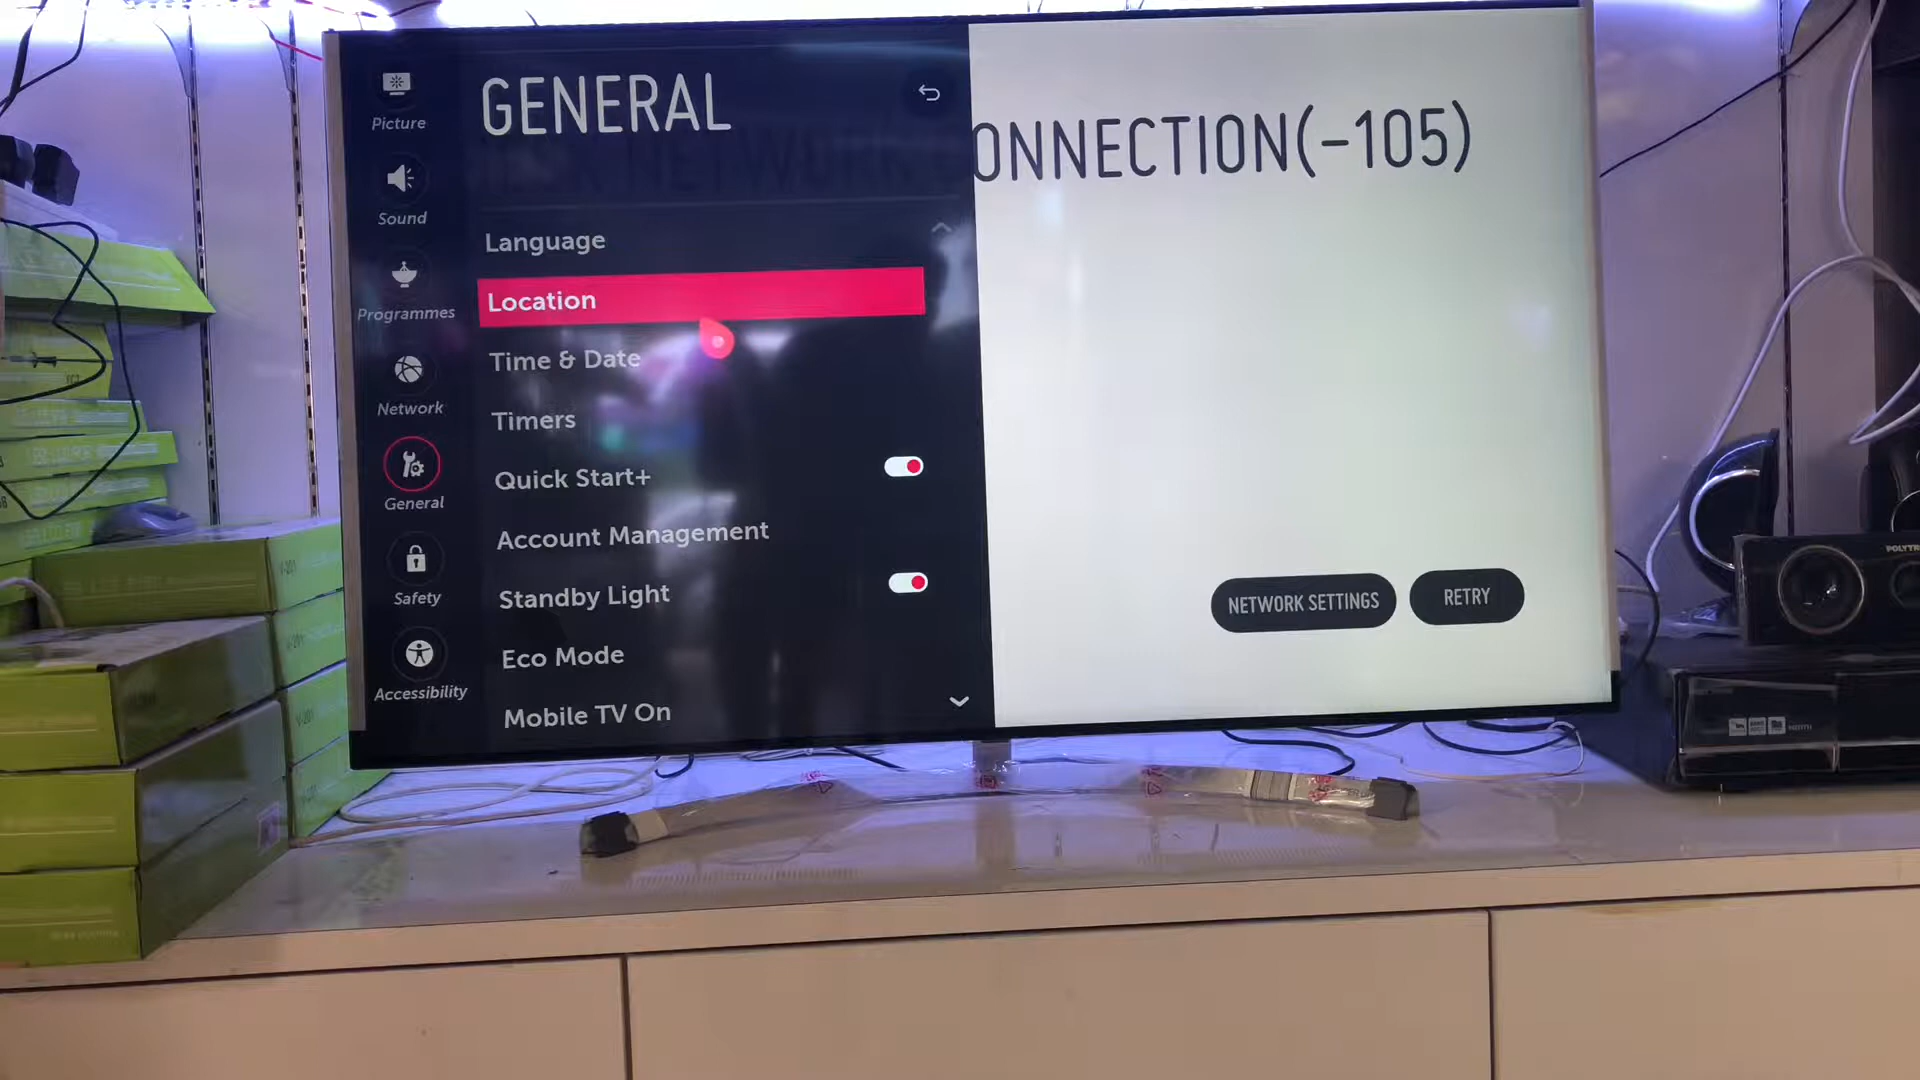 Picture
Sound
Programmes
Network
General
Safety
Accessibility
GENERAL
Language
Location
Time & Date
Timers
Quick Start+
Account Management
Standby Light
Eco Mode
Mobile TV On
ONNECTION(-105)
NETWORK SETTINGS
RETRY
V-201